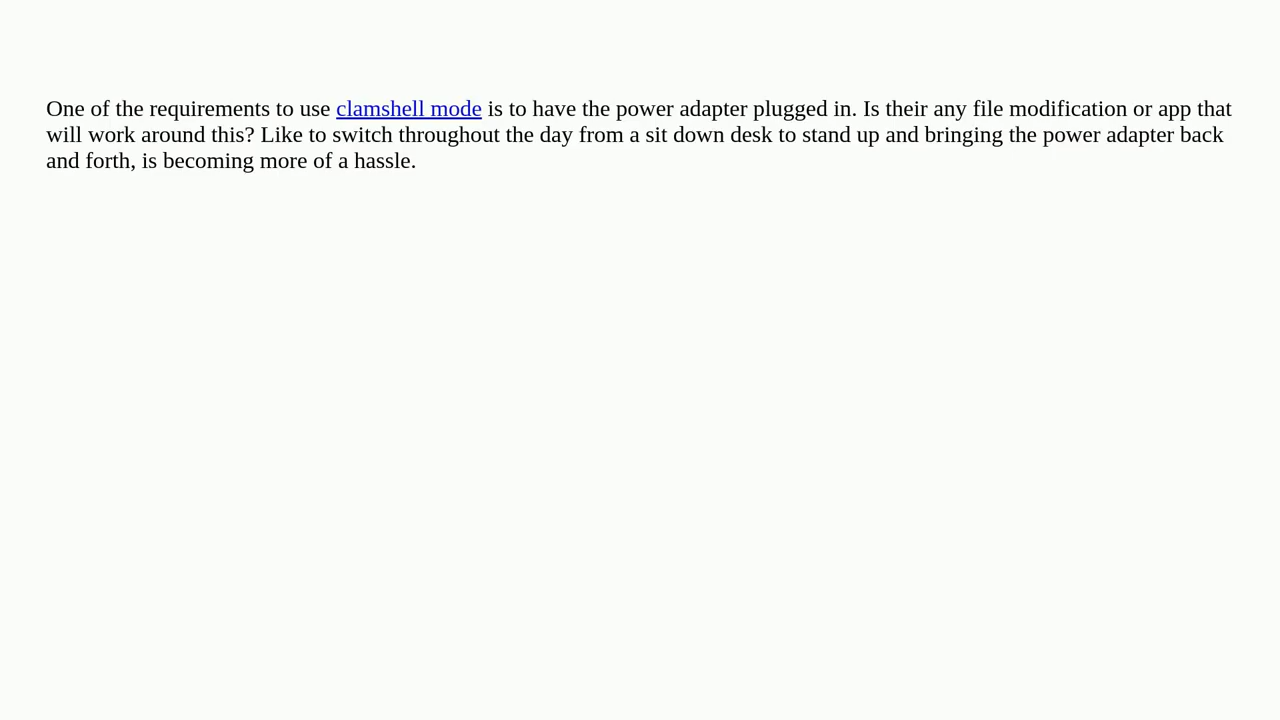 One of the requirements to use clamshell mode is to have the power adapter plugged in. Is their any file modification or app that
will work around this? Like to switch throughout the day from a sit down desk to stand up and bringing the power adapter back
and forth, is becoming more of a hassle.